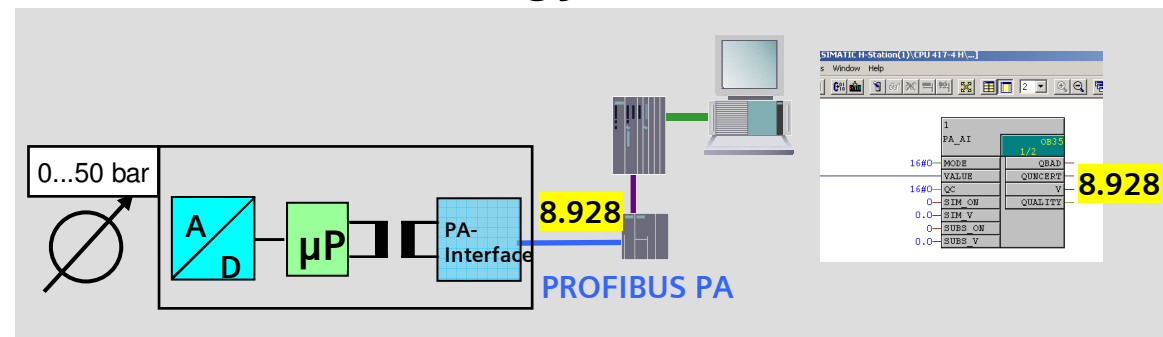 [SIMATIC H-Station(1)\CPU 417-4 H\...]
s Window Help
2
1
PA_AI
OB35
1/2
16#0 MODE QBAD
VALUE QUNCERT
16#0 QC V 8.928
0 SIM_ON QUALITY
0.0 SIM_V
0 SUBS_ON
0.0 SUBS_V
0...50 bar
A
D
µP
PA-
Interface
8.928
PROFIBUS PA